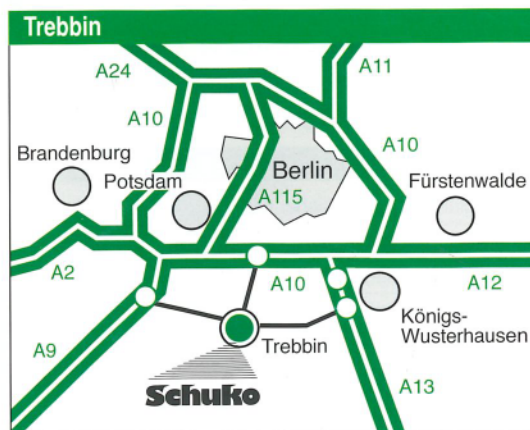 Trebbin
A24
A11
A10
A10
Brandenburg
Potsdam
Berlin
Fürstenwalde
A115
A2
A10
A12
Königs-
Wusterhausen
A9
Trebbin
A13
Schuko